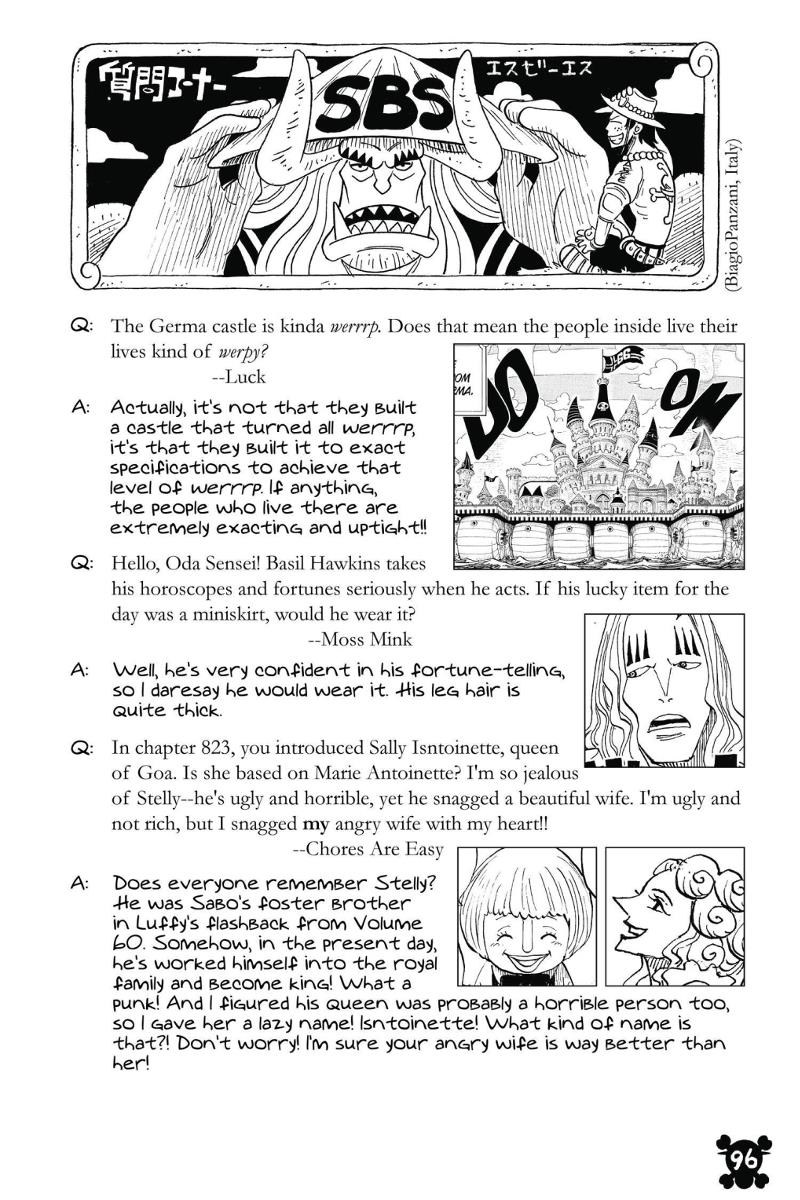 質問コーナー
SBS
エスビーエス
(BiagioPanzani, Italy)
Q: The Germa castle is kinda werrrp. Does that mean the people inside live their
lives kind of werpy?
--Luck
66
OM
RMA.
DO
OM
A: Actually, it's not that they built
a castle that turned all werrrp,
it's that they built it to exact
specifications to achieve that
level of werrrp. If anything,
the people who live there are
extremely exacting and uptight!!
Q: Hello, Oda Sensei! Basil Hawkins takes
his horoscopes and fortunes seriously when he acts. If his lucky item for the
day was a miniskirt, would he wear it?
--Moss Mink
A: Well, he's very confident in his fortune-telling,
so I daresay he would wear it. His leg hair is
quite thick.
Q: In chapter 823, you introduced Sally Isntoinette, queen
of Goa. Is she based on Marie Antoinette? I'm so jealous
of Stelly--he's ugly and horrible, yet he snagged a beautiful wife. I'm ugly and
not rich, but I snagged my angry wife with my heart!!
--Chores Are Easy
A: Does everyone remember Stelly?
He was Sabo's foster brother
in Luffy's flashback from Volume
60. Somehow, in the present day,
he's worked himself into the royal
family and become king! What a
punk! And I figured his queen was probably a horrible person too,
so I gave her a lazy name! Isntoinette! What kind of name is
that?! Don't worry! I'm sure your angry wife is way better than
her!
96